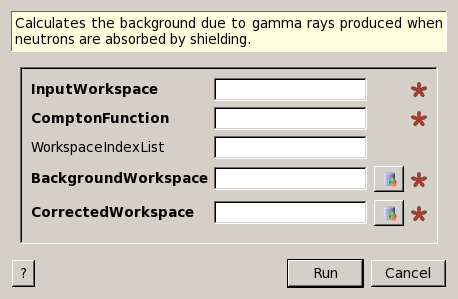 Calculates the background due to gamma rays produced when
neutrons are absorbed by shielding.
InputWorkspace
ComptonFunction
WorkspaceIndexList
BackgroundWorkspace
CorrectedWorkspace
? Run Cancel